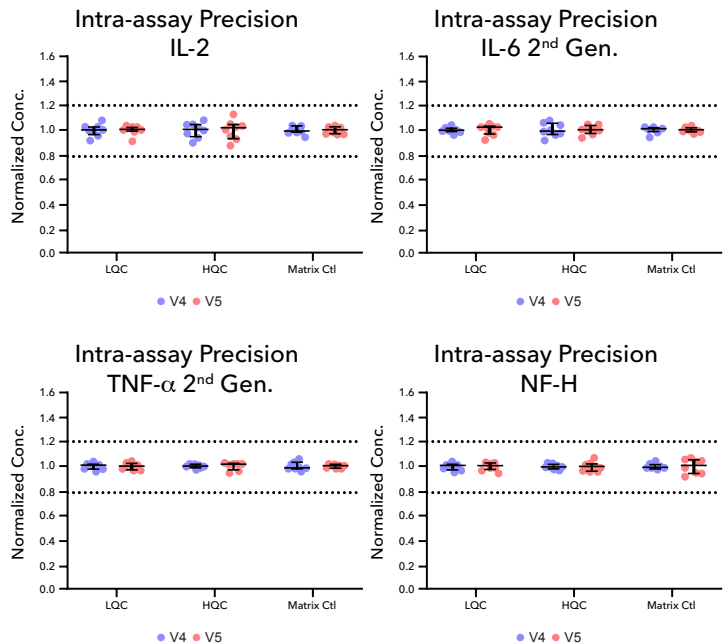 Intra-assay Precision
IL-2
Normalized Conc.
1.6
1.4
1.2
1.0
0.8
0.6
0.4
0.2
0.0
LQC
HQC
Matrix Ctl
V4 V5
Intra-assay Precision
IL-6 2nd Gen.
Normalized Conc.
1.6
1.4
1.2
1.0
0.8
0.6
0.4
0.2
0.0
LQC
HQC
Matrix Ctl
V4 V5
Intra-assay Precision
TNF-α 2nd Gen.
Normalized Conc.
1.6
1.4
1.2
1.0
0.8
0.6
0.4
0.2
0.0
LQC
HQC
Matrix Ctl
V4 V5
Intra-assay Precision
NF-H
Normalized Conc.
1.6
1.4
1.2
1.0
0.8
0.6
0.4
0.2
0.0
LQC
HQC
Matrix Ctl
V4 V5